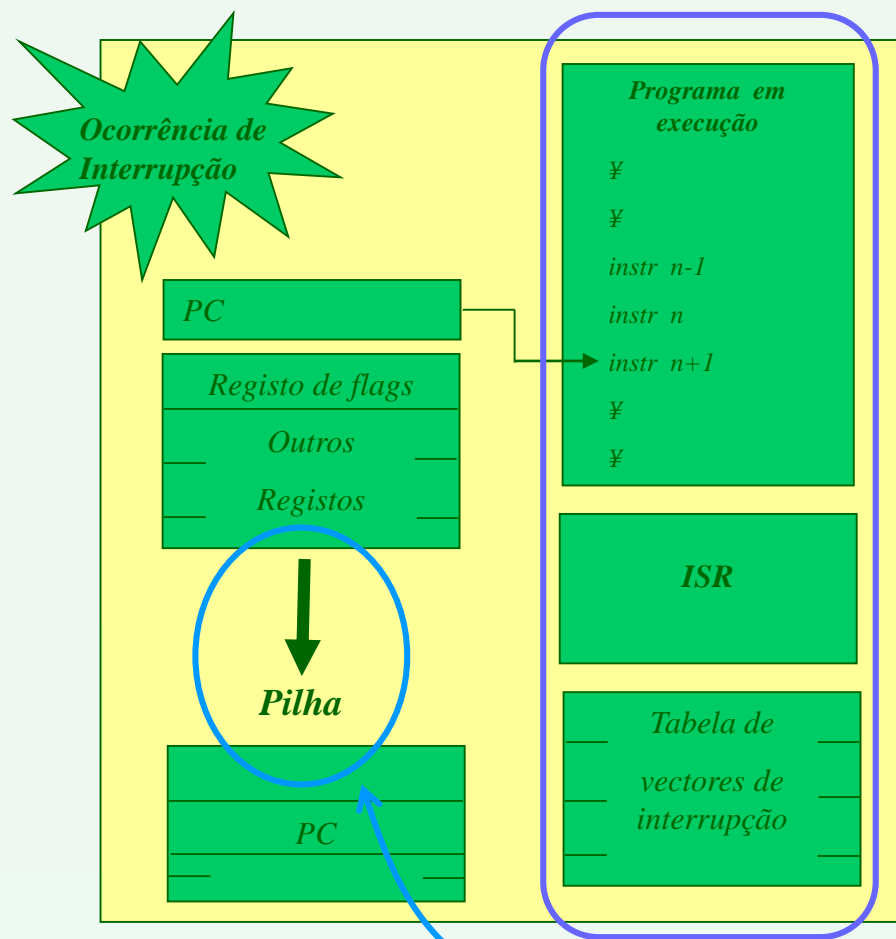 Ocorrência de
Interrupção
PC
Registo de flags
Outros
Registos
Pilha
PC
Programa em
execução
¥
¥
instr n-1
instr n
instr n+1
¥
¥
ISR
Tabela de
vectores de
interrupção